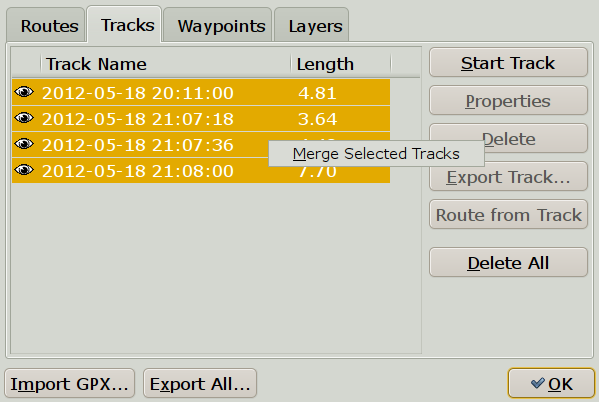 Routes Tracks Waypoints Layers
Track Name Length
Start Track
2012-05-18 20:11:00 4.81
Properties
2012-05-18 21:07:18 3.64
Delete
2012-05-18 21:07:36
Merge Selected Tracks
2012-05-18 21:08:00 7.70
Export Track...
Route from Track
Delete All
Import GPX... Export All... OK